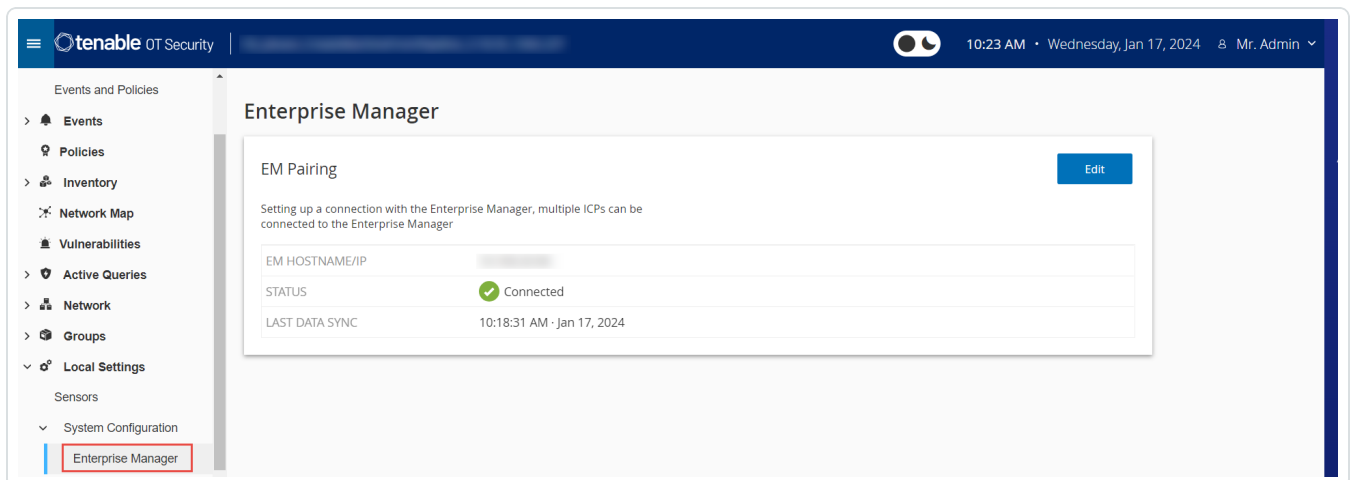 tenable OT Security
10:23 AM • Wednesday, Jan 17, 2024 Mr. Admin
Events and Policies
Events
Policies
Inventory
Network Map
Vulnerabilities
Active Queries
Network
Groups
Local Settings
Sensors
System Configuration
Enterprise Manager
Enterprise Manager
EM Pairing
Edit
Setting up a connection with the Enterprise Manager, multiple ICPs can be
connected to the Enterprise Manager
EM HOSTNAME/IP
STATUS Connected
LAST DATA SYNC 10:18:31 AM · Jan 17, 2024